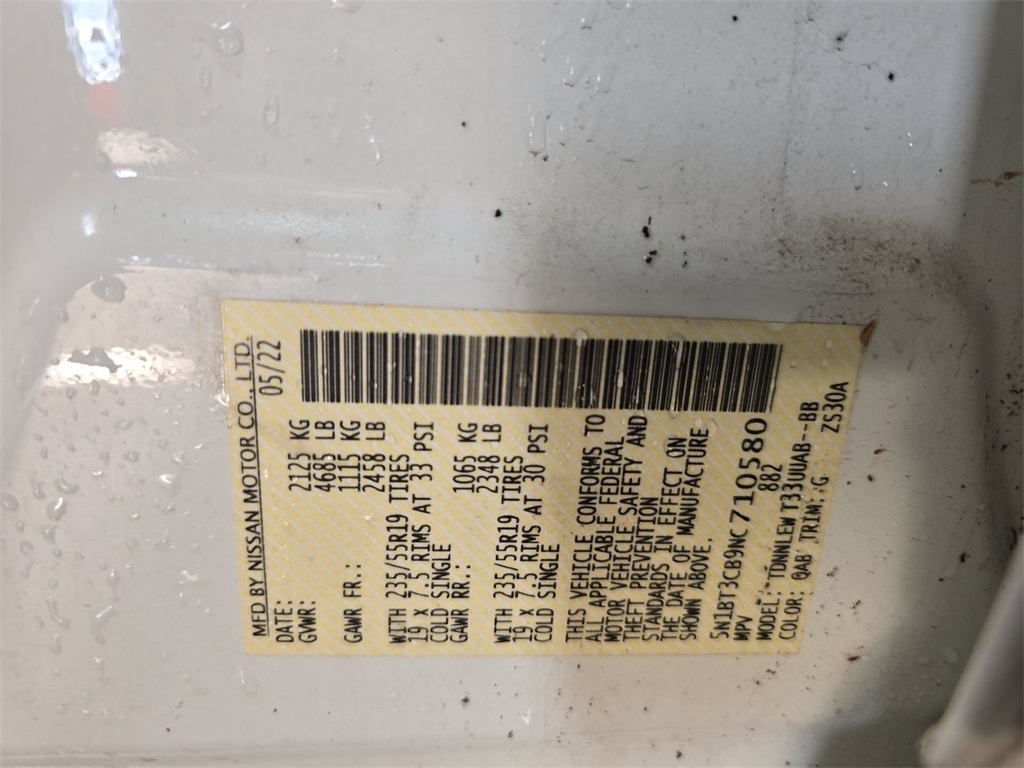 MFD BY NISSAN MOTOR CO., LTD.
DATE: 05/22
GVWR: 2125 KG
4685 LB
GAWR FR.: 1115 KG
2458 LB
WITH 235/55R19 TIRES
19 x 7.5 RIMS AT 33 PSI
COLD SINGLE
GAWR RR.: 1065 KG
2348 LB
WITH 235/55R19 TIRES
19 x 7.5 RIMS AT 30 PSI
COLD SINGLE
THIS VEHICLE CONFORMS TO
ALL APPLICABLE FEDERAL
MOTOR VEHICLE SAFETY AND
THEFT PREVENTION
STANDARDS IN EFFECT ON
THE DATE OF MANUFACTURE
SHOWN ABOVE.
5N1BT3CB9NC710580
MPV 882
MODEL: TDNNLEW T33UUAB--BB
COLOR: QAB TRIM: G ZS30A